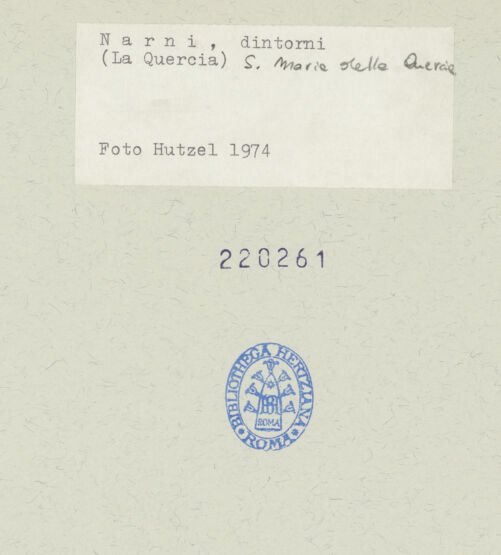 N a r n i , dintorni
(La Quercia) S. Maria della Quercia
Foto Hutzel 1974
220261
BIBLIOTHECA HERTZIANA
ROMA
ROMA